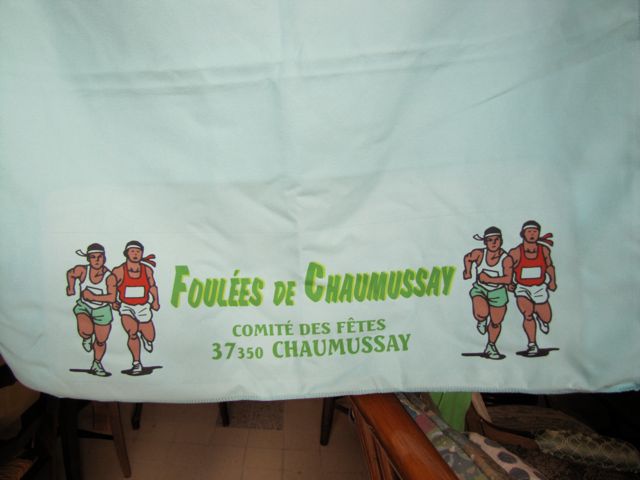 FOULÉES DE CHAUMUSSAY
COMITÉ DES FÊTES
37350 CHAUMUSSAY